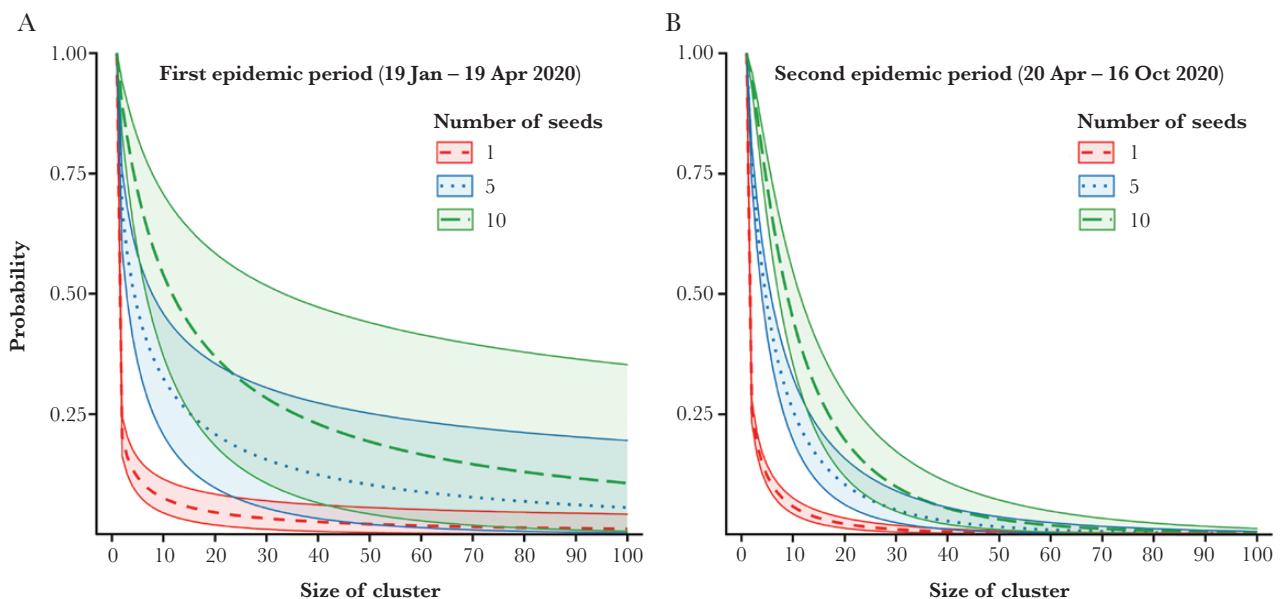 A
First epidemic period (19 Jan – 19 Apr 2020)
Number of seeds
1
5
10
1.00
0.75
0.50
0.25
Probability
0 10 20 30 40 50 60 70 80 90 100
Size of cluster
B
Second epidemic period (20 Apr – 16 Oct 2020)
Number of seeds
1
5
10
1.00
0.75
0.50
0.25
0 10 20 30 40 50 60 70 80 90 100
Size of cluster